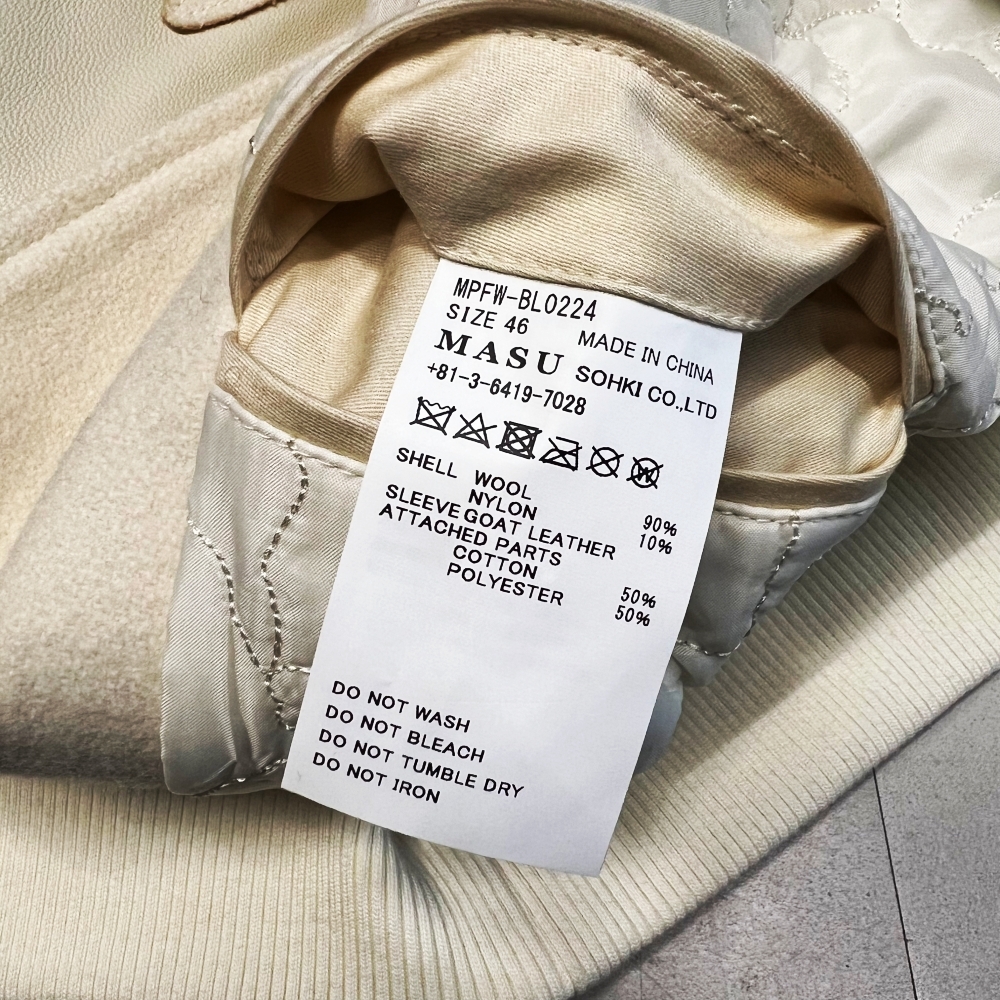 MPFW-BL0224
SIZE 46 MADE IN CHINA
MASU SOHKI CO.,LTD
+81-3-6419-7028
SHELL WOOL 90%
NYLON 10%
SLEEVE GOAT LEATHER
ATTACHED PARTS
COTTON 50%
POLYESTER 50%
DO NOT WASH
DO NOT BLEACH
DO NOT TUMBLE DRY
DO NOT IRON